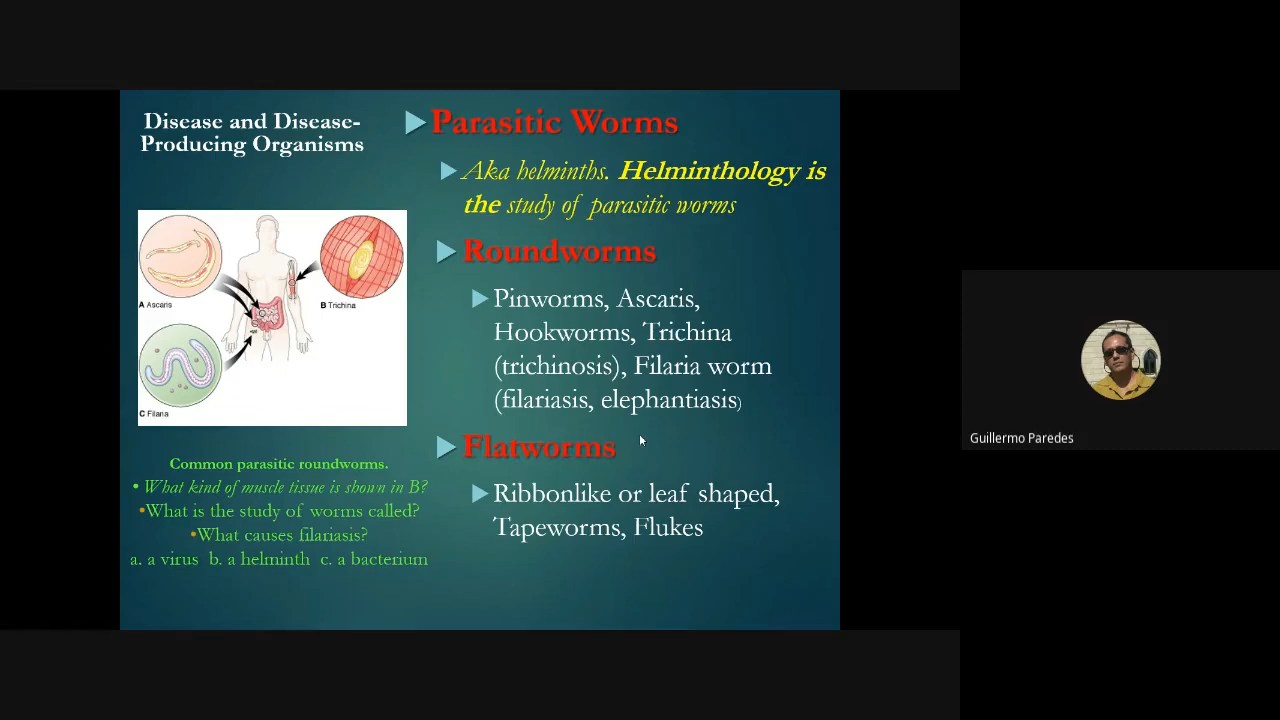 Disease and Disease-
Producing Organisms
A Ascaris
B Trichina
C Filaria
Common parasitic roundworms.
• What kind of muscle tissue is shown in B?
•What is the study of worms called?
•What causes filariasis?
a. a virus b. a helminth c. a bacterium
Parasitic Worms
Aka helminths. Helminthology is
the study of parasitic worms
Roundworms
Pinworms, Ascaris,
Hookworms, Trichina
(trichinosis), Filaria worm
(filariasis, elephantiasis)
Flatworms
Ribbonlike or leaf shaped,
Tapeworms, Flukes
Guillermo Paredes